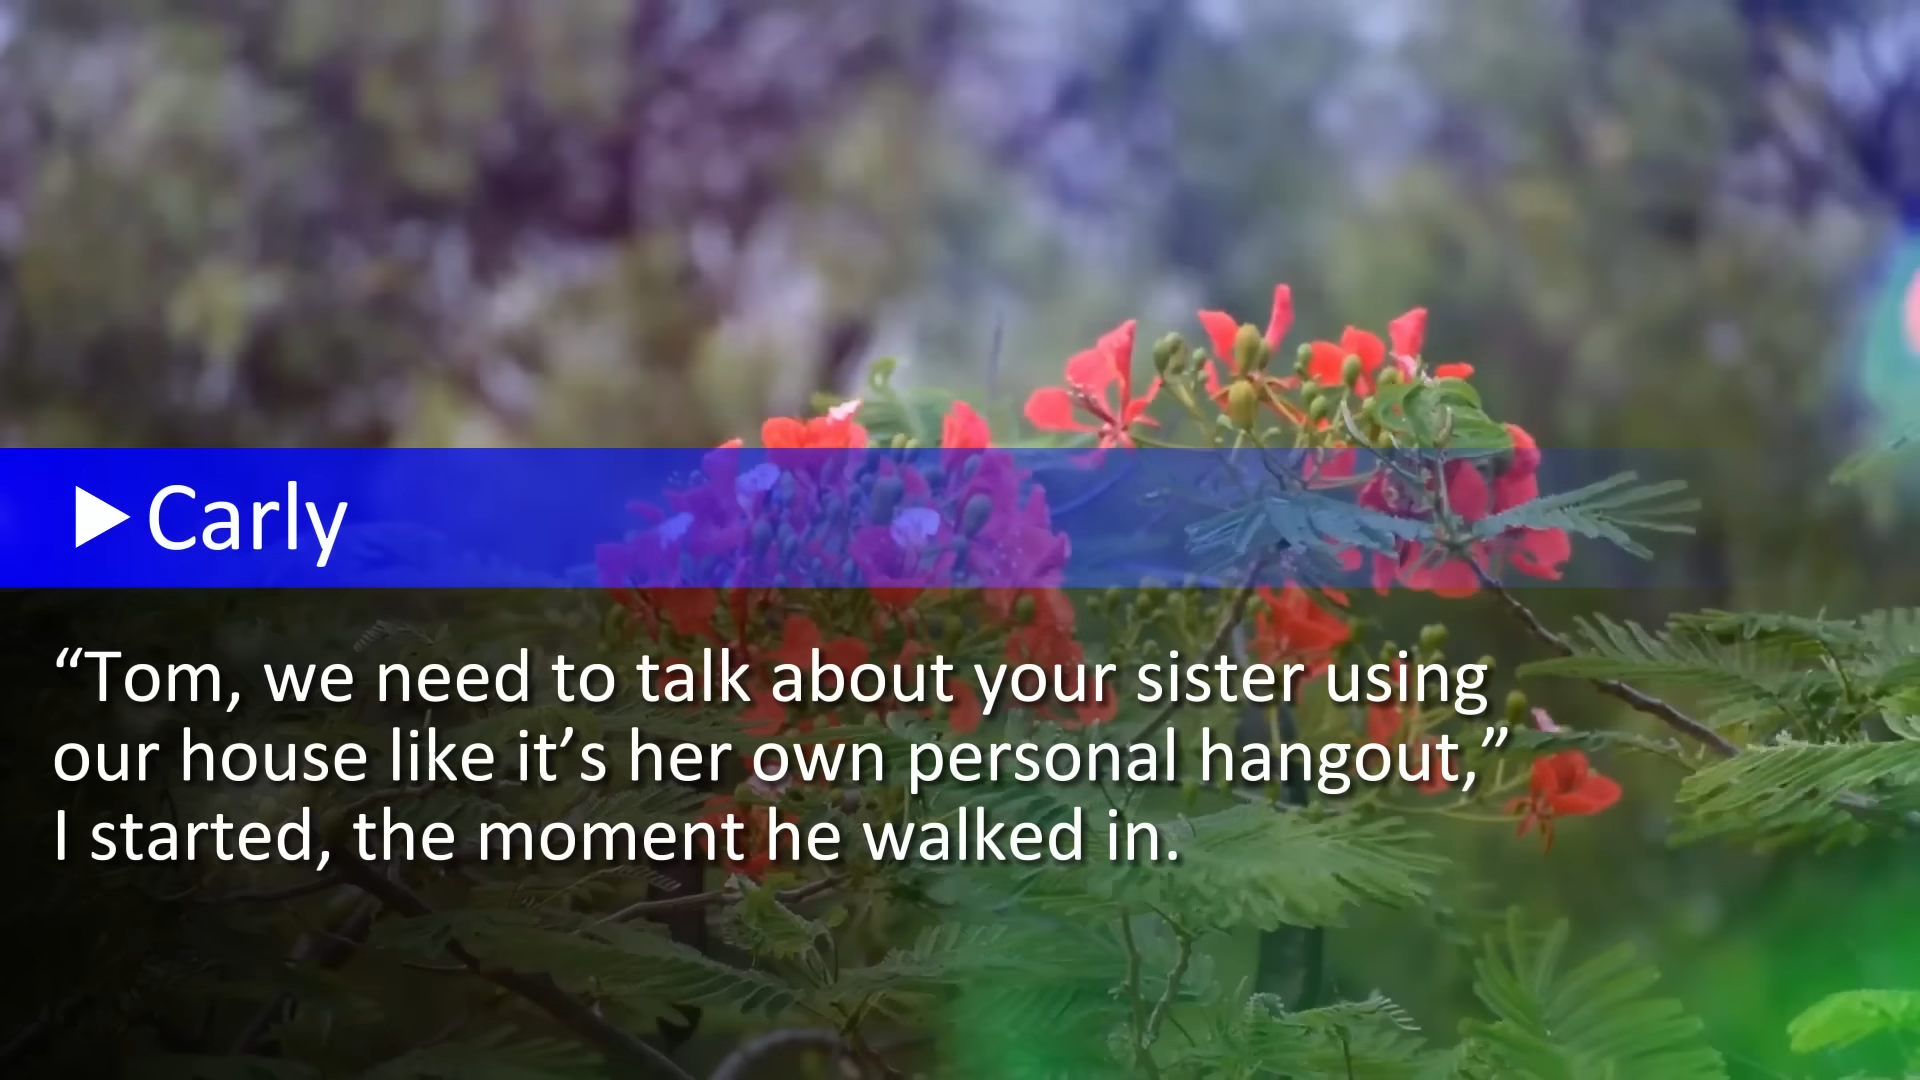 Carly
“Tom, we need to talk about your sister using
our house like it’s her own personal hangout,”
I started, the moment he walked in.